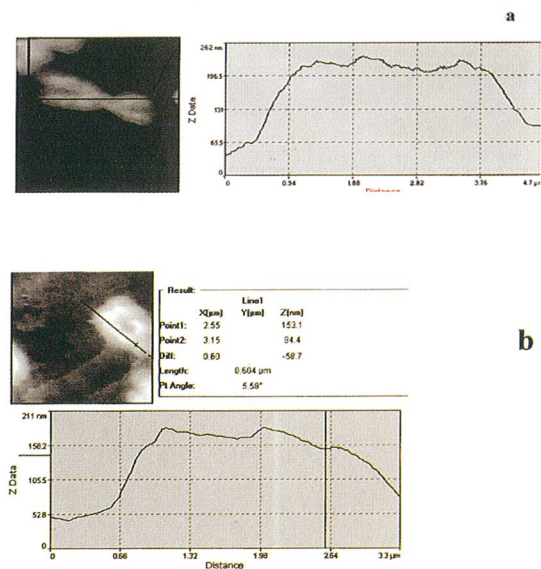 a
262 nm
196.5
131
65.5
0
Z Data
0 0.94 1.88 2.82 3.76 4.7 µm
Distance
b
Result:
Line1
X[µm] Y[µm] Z[nm]
Point1: 2.55 153.1
Point2: 3.15 94.4
Diff: 0.60 -58.7
Length: 0.604 µm
Pt Angle: 5.58°
211 nm
158.2
105.5
52.8
0
Z Data
0 0.66 1.32 1.98 2.64 3.3 µm
Distance